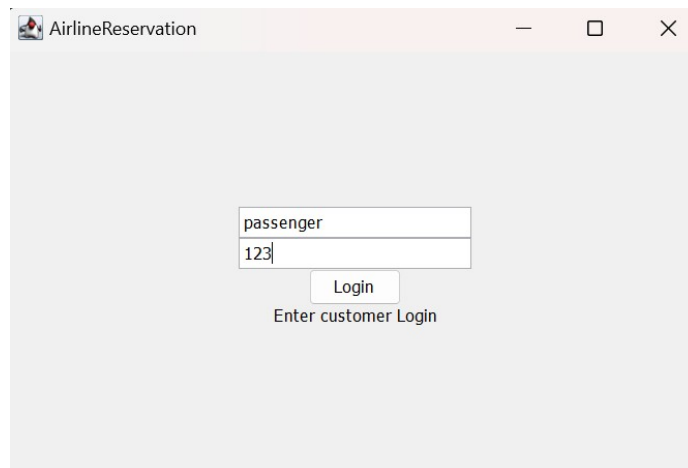 AirlineReservation
passenger
123
Login
Enter customer Login